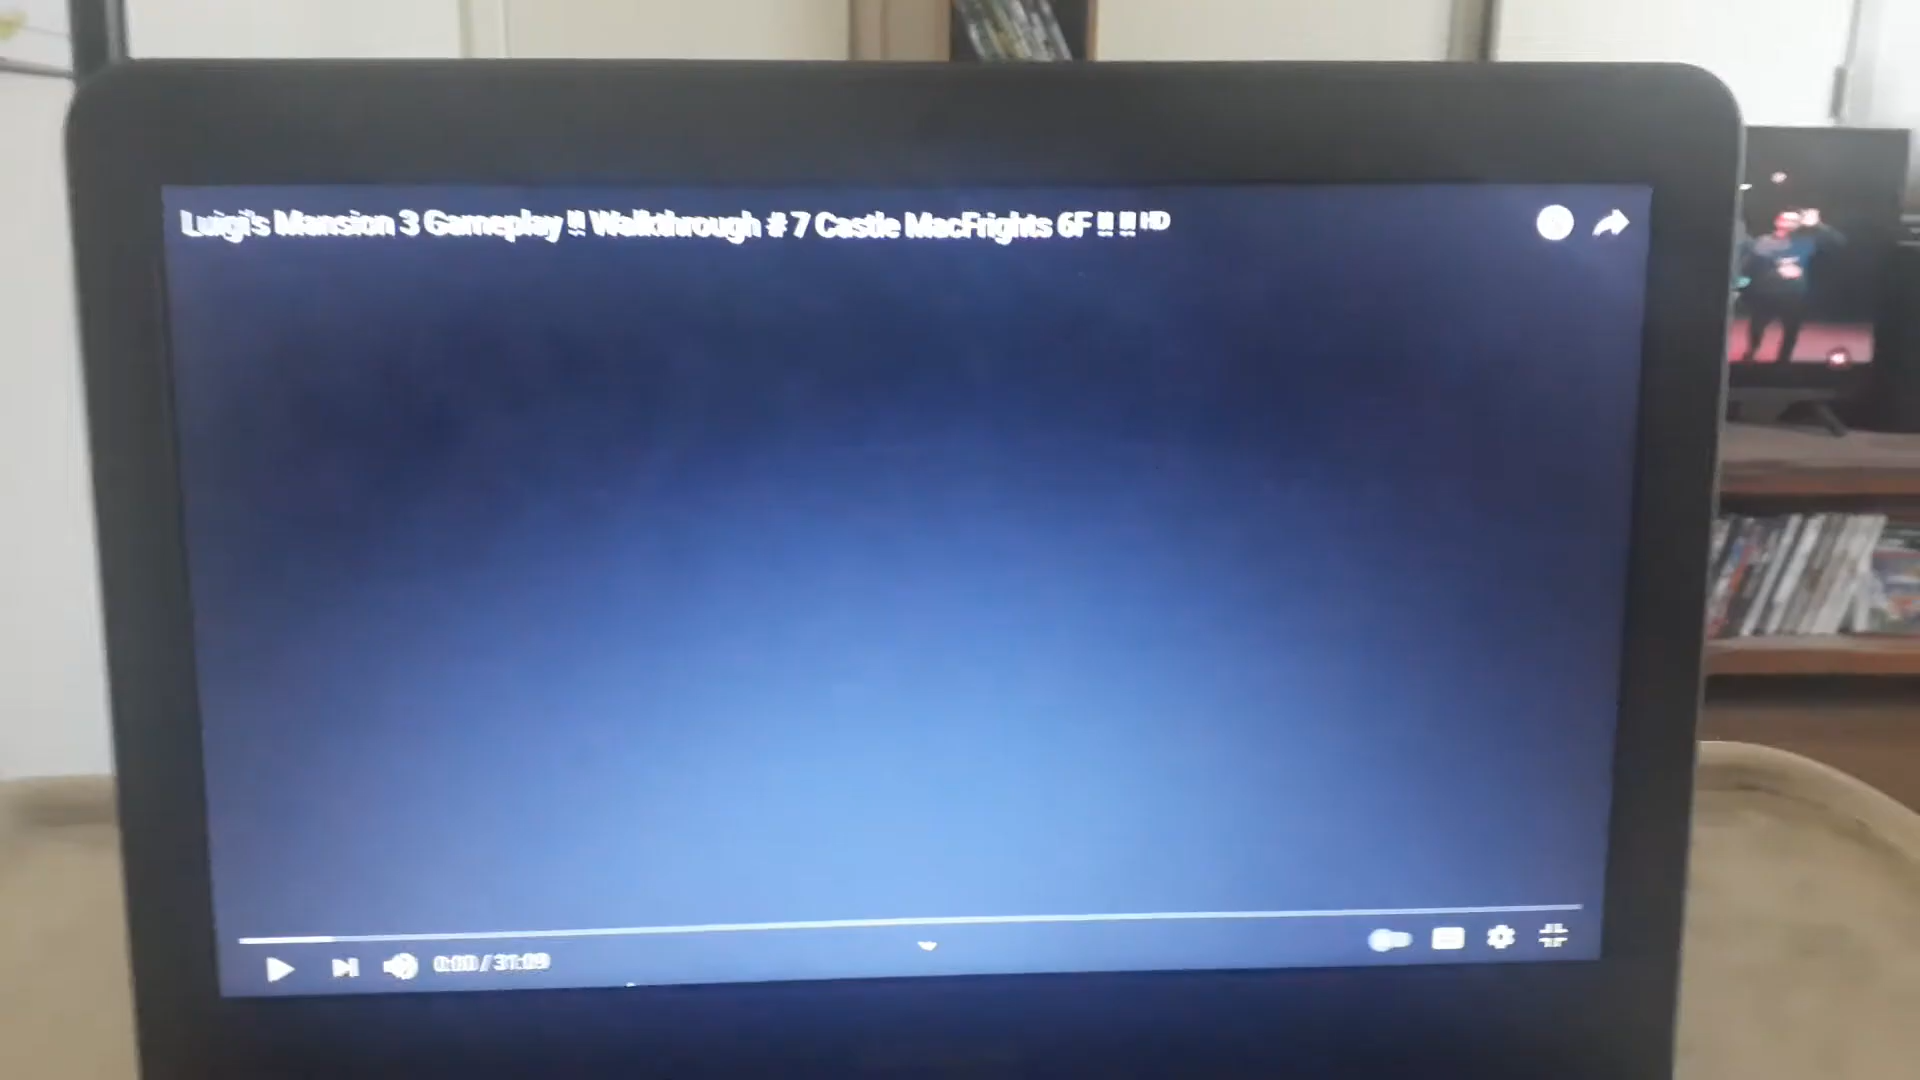 Luigi's Mansion 3 Gameplay !! Walkthrough # 7 Castle MacFrights 6F !! !! ᴴᴰ
0:00 / 31:09